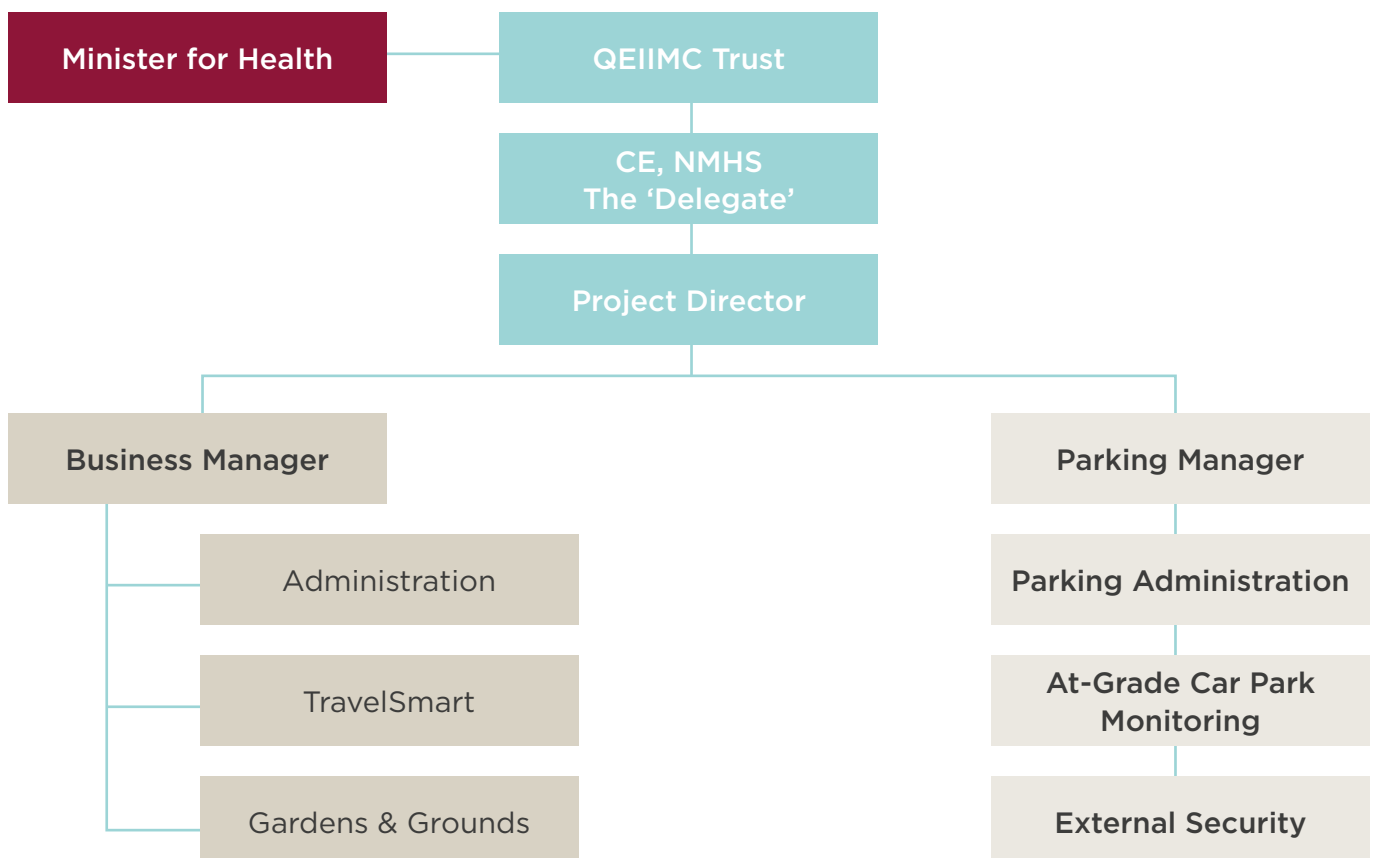 Minister for Health
QEIIMC Trust
CE, NMHS
The ‘Delegate’
Project Director
Business Manager
Parking Manager
Administration
Parking Administration
TravelSmart
At-Grade Car Park
Monitoring
Gardens & Grounds
External Security